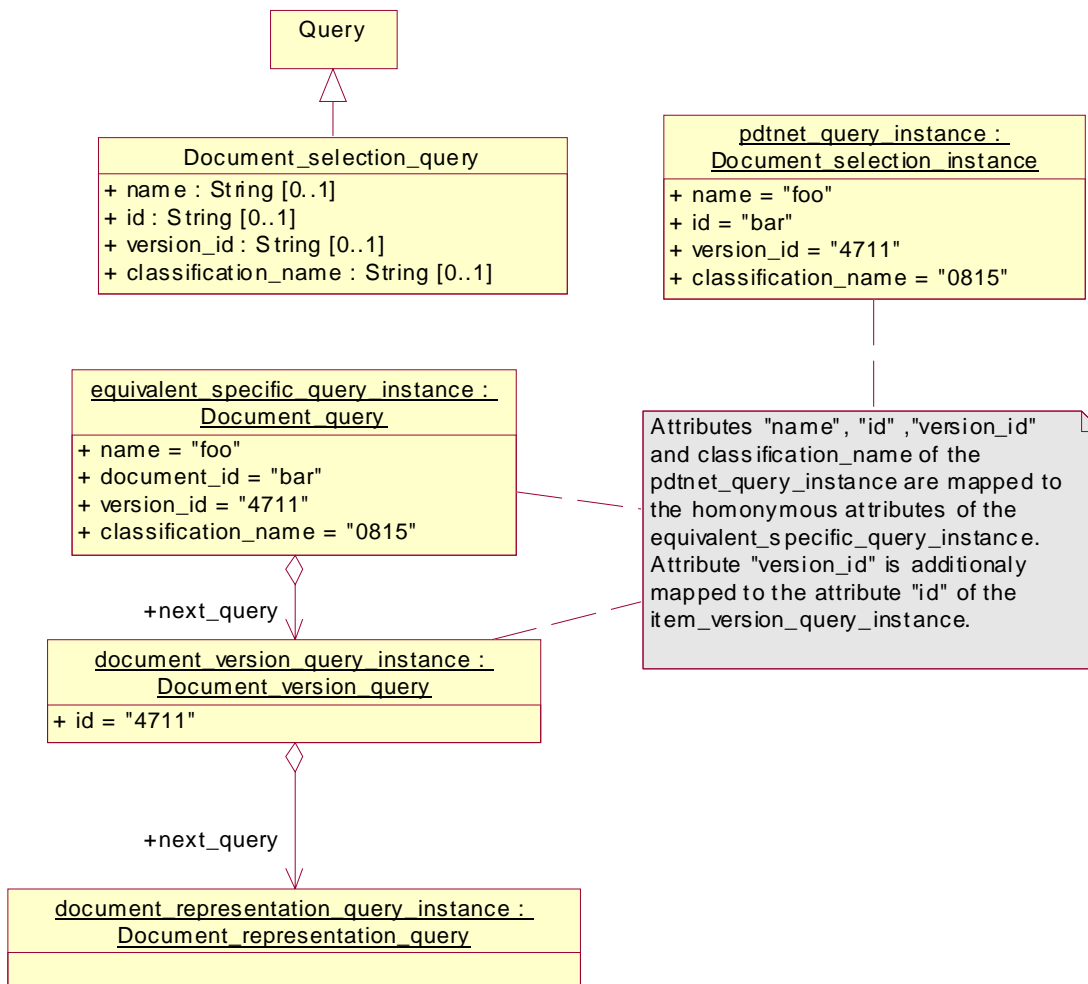 Query
Document_selection_query
+ name : String [0..1]
+ id : String [0..1]
+ version_id : String [0..1]
+ classification_name : String [0..1]
pdtnet_query_instance :
Document_selection_instance
+ name = "foo"
+ id = "bar"
+ version_id = "4711"
+ classification_name = "0815"
equivalent_specific_query_instance :
Document_query
+ name = "foo"
+ document_id = "bar"
+ version_id = "4711"
+ classification_name = "0815"
Attributes "name", "id" ,"version_id"
and classification_name of the
pdtnet_query_instance are mapped to
the homonymous attributes of the
equivalent_specific_query_instance.
Attribute "version_id" is additionaly
mapped to the attribute "id" of the
item_version_query_instance.
+next_query
document_version_query_instance :
Document_version_query
+ id = "4711"
+next_query
document_representation_query_instance :
Document_representation_query